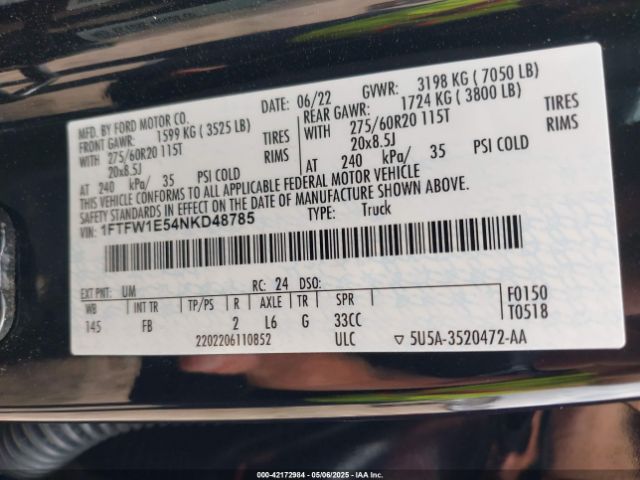 MFD. BY FORD MOTOR CO. DATE: 06/22 GVWR: 3198 KG ( 7050 LB)
FRONT GAWR: 1599 KG ( 3525 LB) REAR GAWR: 1724 KG ( 3800 LB)
WITH 275/60R20 115T TIRES WITH 275/60R20 115T TIRES
20x8.5J RIMS 20x8.5J RIMS
AT 240 kPa/ 35 PSI COLD AT 240 kPa/ 35 PSI COLD
THIS VEHICLE CONFORMS TO ALL APPLICABLE FEDERAL MOTOR VEHICLE
SAFETY STANDARDS IN EFFECT ON THE DATE OF MANUFACTURE SHOWN ABOVE.
VIN: 1FTFW1E54NKD48785 TYPE: Truck
EXT PNT: UM RC: 24 DSO:
WB INT TR TP/PS R AXLE TR SPR F0150
145 FB 2 L6 G 33CC T0518
2202206110852 ULC ▽ 5U5A-3520472-AA
000-42172984 | 05/06/2025 - IAA Inc.